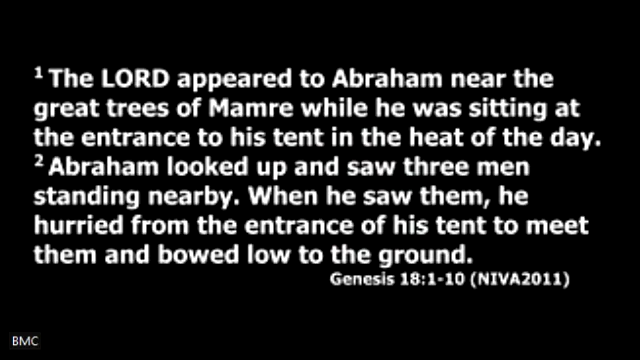 1 The LORD appeared to Abraham near the
great trees of Mamre while he was sitting at
the entrance to his tent in the heat of the day.
2 Abraham looked up and saw three men
standing nearby. When he saw them, he
hurried from the entrance of his tent to meet
them and bowed low to the ground.
Genesis 18:1-10 (NIVA2011)
BMC